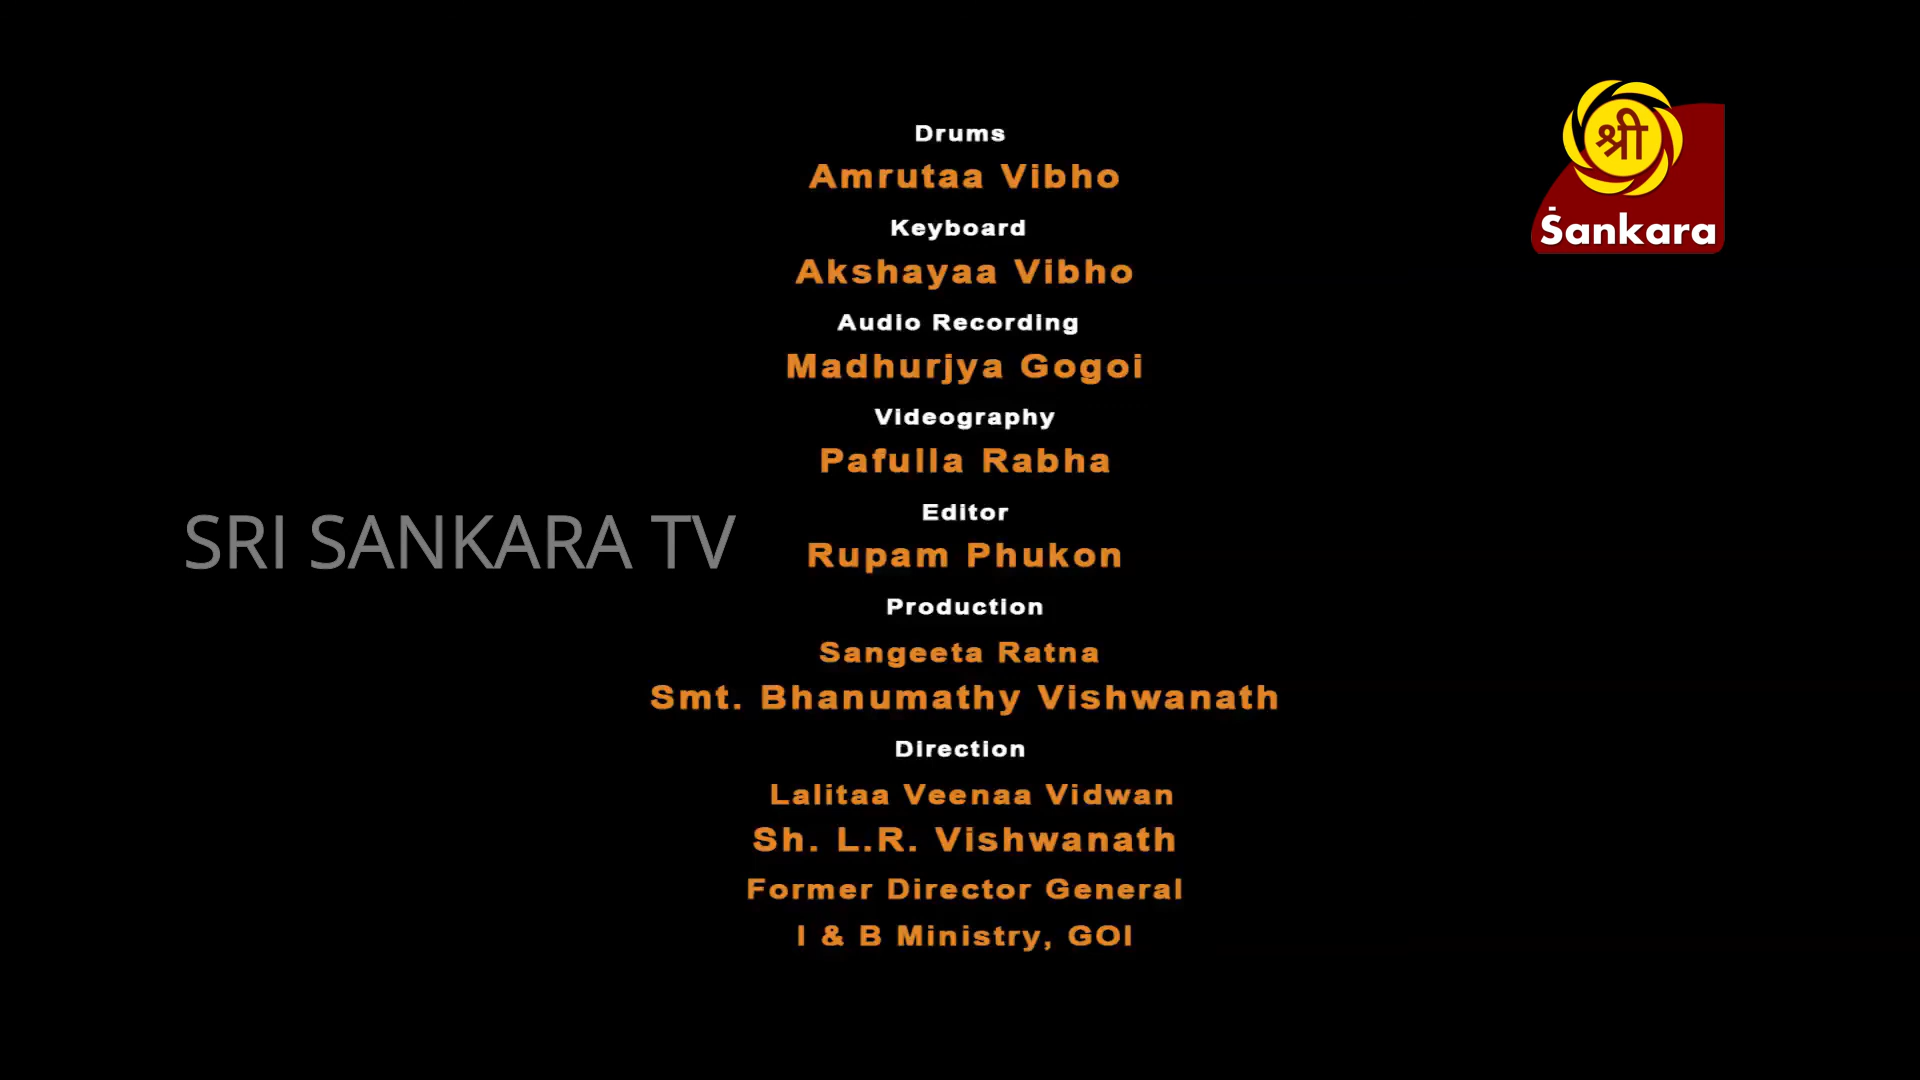 Drums
Amrutaa Vibho
Keyboard
Akshayaa Vibho
Audio Recording
Madhurjya Gogoi
Videography
Pafulla Rabha
Editor
Rupam Phukon
Production
Sangeeta Ratna
Smt. Bhanumathy Vishwanath
Direction
Lalitaa Veenaa Vidwan
Sh. L.R. Vishwanath
Former Director General
I & B Ministry, GOI
SRI SANKARA TV
श्री
Ṡankara